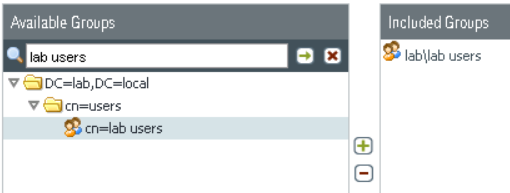 Available Groups
lab users
DC=lab,DC=local
cn=users
cn=lab users
Included Groups
lab\lab users